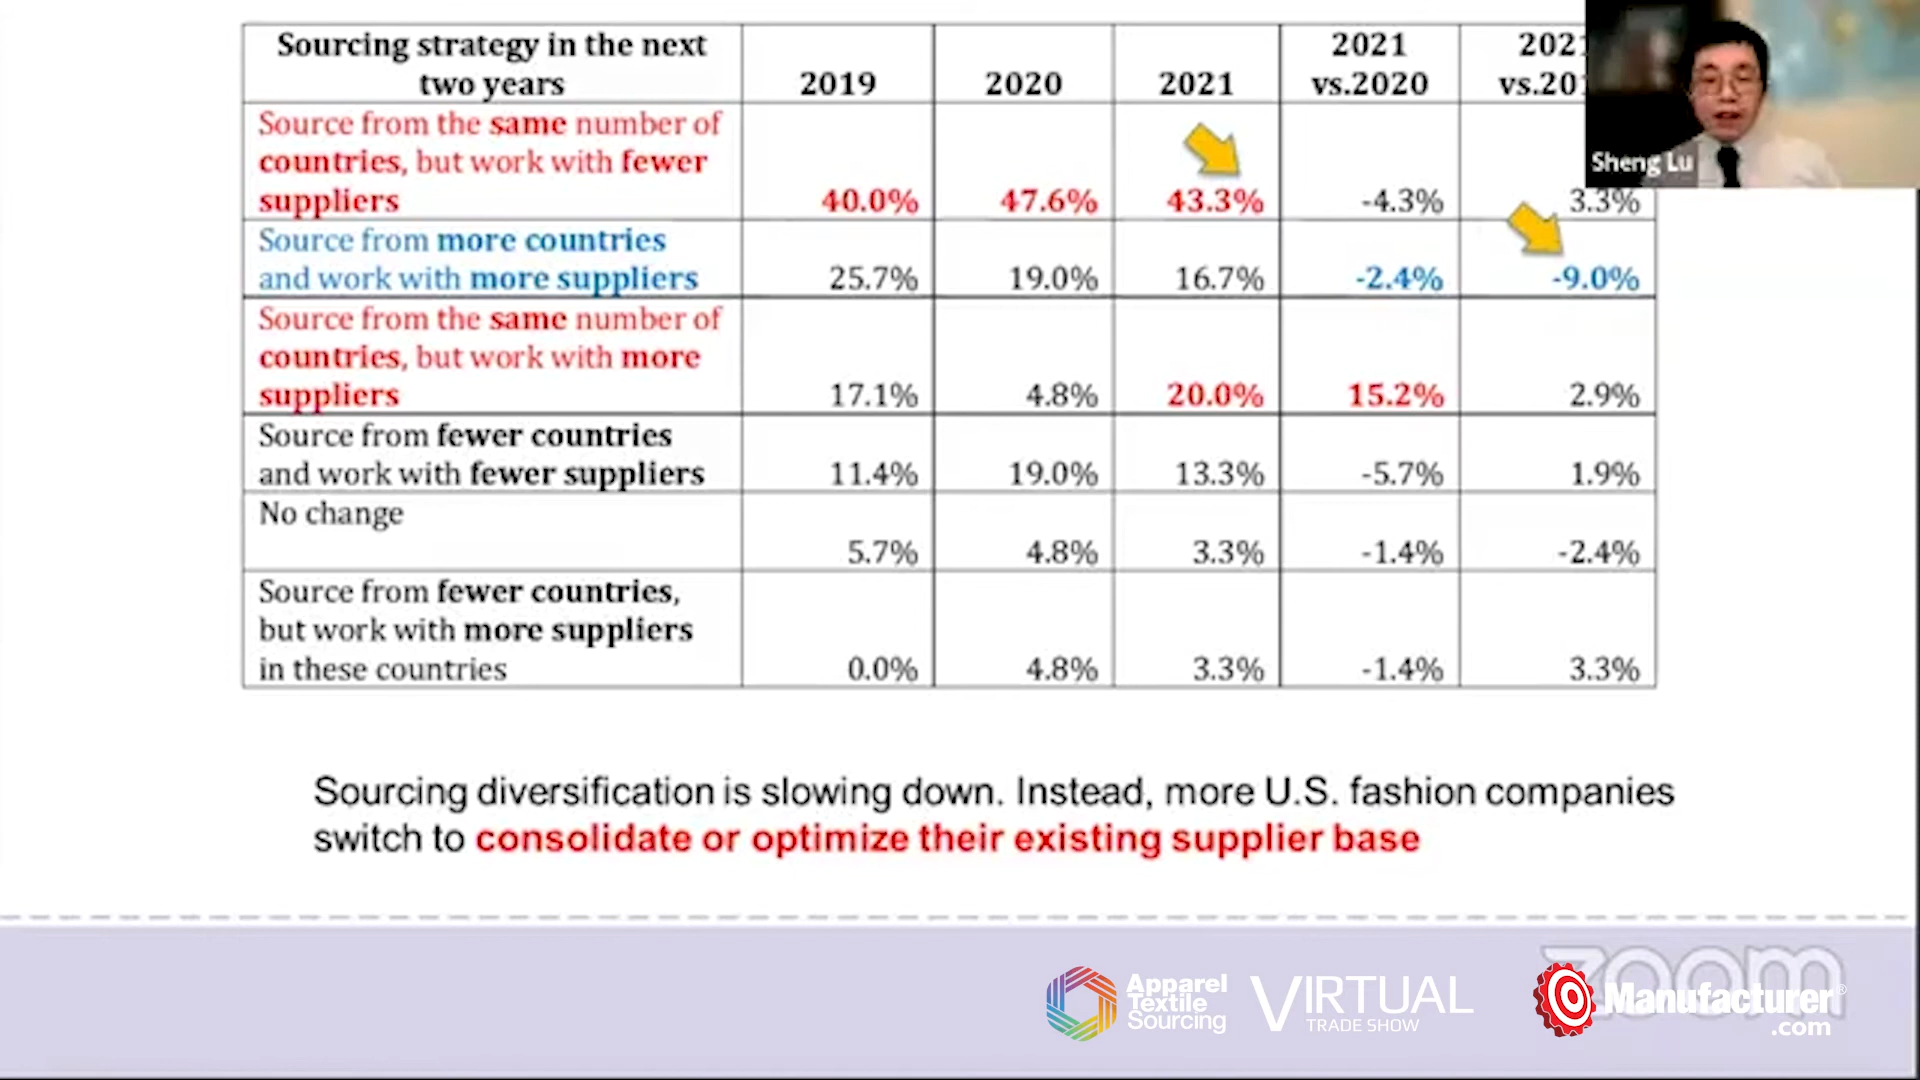 Sourcing strategy in the next
two years
2019
2020
2021
2021
vs.2020
vs.
Sheng Lu
Source from the same number of
countries, but work with fewer
suppliers
40.0%
47.6%
43.3%
-4.3%
3.3%
Source from more countries
and work with more suppliers
25.7%
19.0%
16.7%
-2.4%
-9.0%
Source from the same number of
countries, but work with more
suppliers
17.1%
4.8%
20.0%
15.2%
2.9%
Source from fewer countries
and work with fewer suppliers
11.4%
19.0%
13.3%
-5.7%
1.9%
No change
5.7%
4.8%
3.3%
-1.4%
-2.4%
Source from fewer countries,
but work with more suppliers
in these countries
0.0%
4.8%
3.3%
-1.4%
3.3%
Sourcing diversification is slowing down. Instead, more U.S. fashion companies
switch to consolidate or optimize their existing supplier base
zoom
Apparel
Textile
Sourcing
VIRTUAL
TRADE SHOW
Manufacturer®
.com